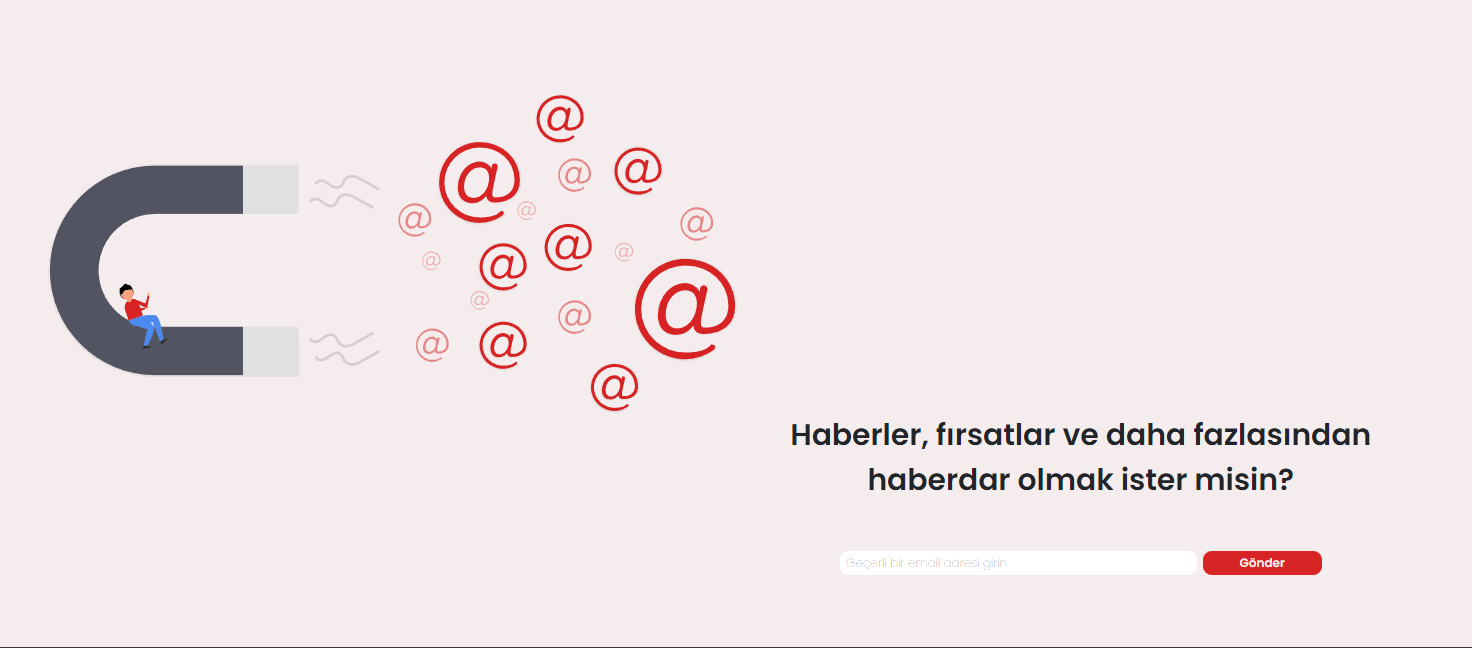 Haberler, fırsatlar ve daha fazlasından
haberdar olmak ister misin?
Geçerli bir email adresi girin
Gönder